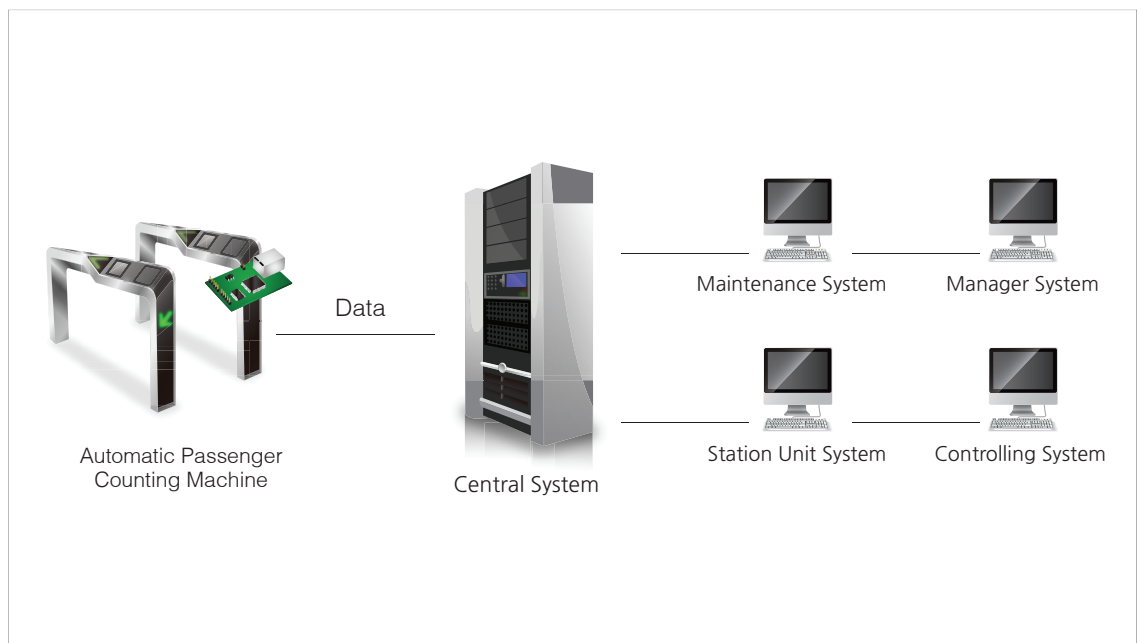 Data
Automatic Passenger
Counting Machine
Central System
Maintenance System
Manager System
Station Unit System
Controlling System